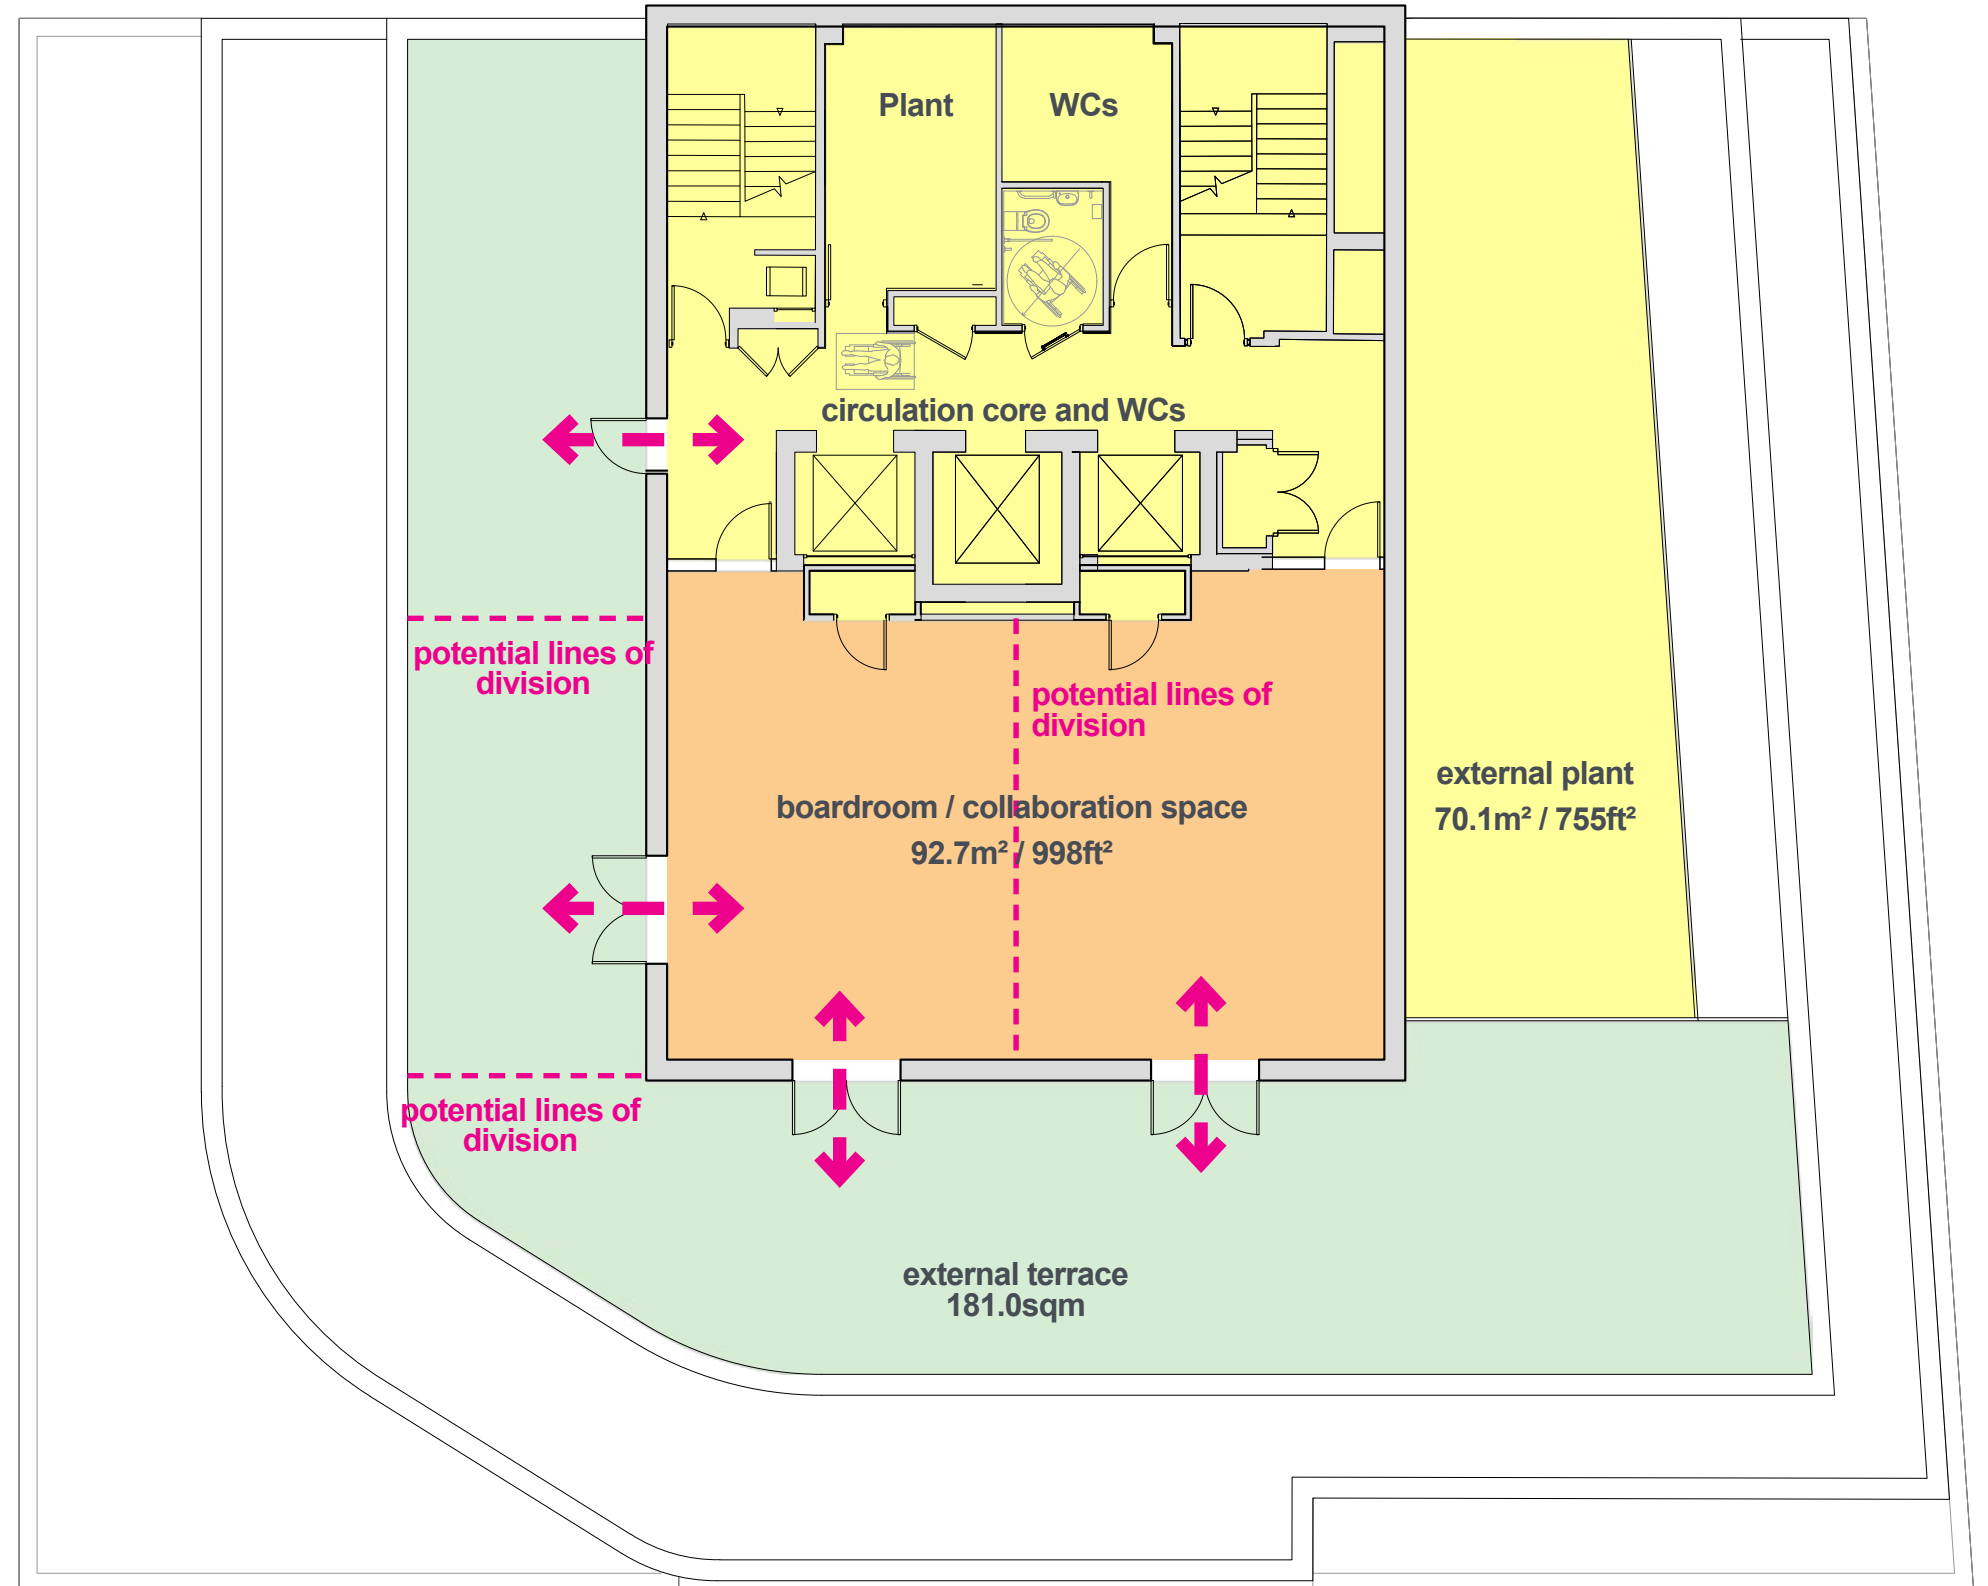 Plant
WCs
circulation core and WCs
potential lines of
division
potential lines of
division
external plant
70.1m² / 755ft²
boardroom / collaboration space
92.7m² / 998ft²
potential lines of
division
external terrace
181.0sqm